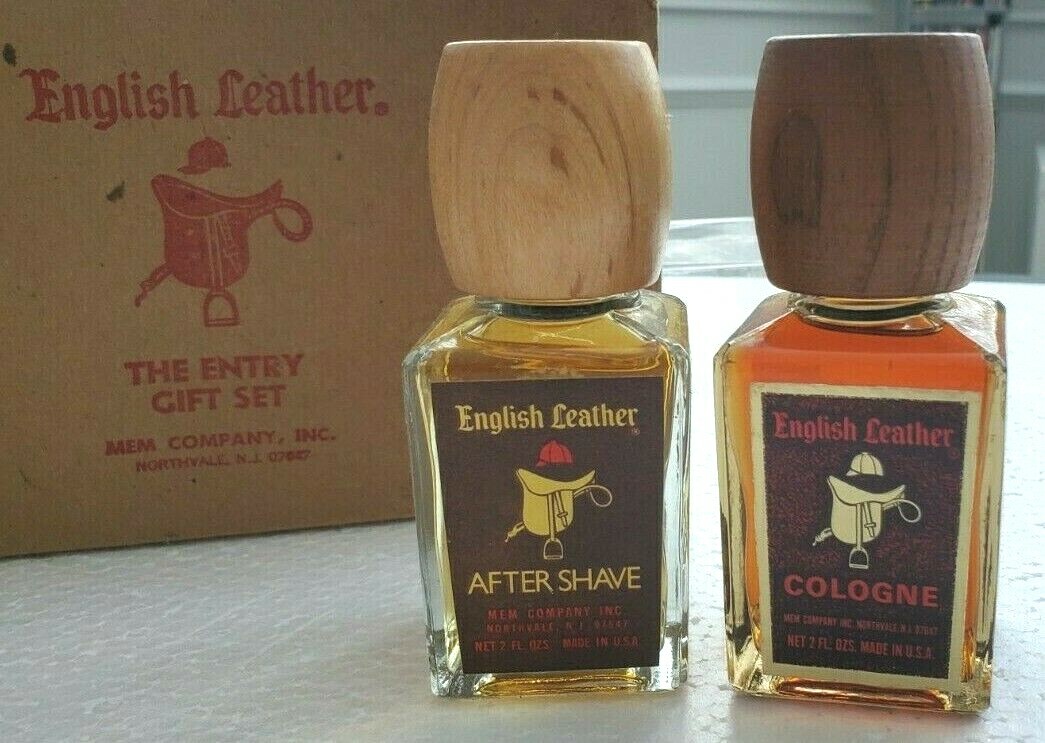 English Leather.
THE ENTRY
GIFT SET
MEM COMPANY, INC.
NORTHVALE, N.J. 07647
English Leather
®
AFTER SHAVE
MEM COMPANY INC
NORTHVALE, N.J. 07647
NET 2 FL. OZS. MADE IN U.S.A.
English Leather
COLOGNE
MEM COMPANY INC. NORTHVALE, N.J. 07647
NET 2 FL. OZS. MADE IN U.S.A.